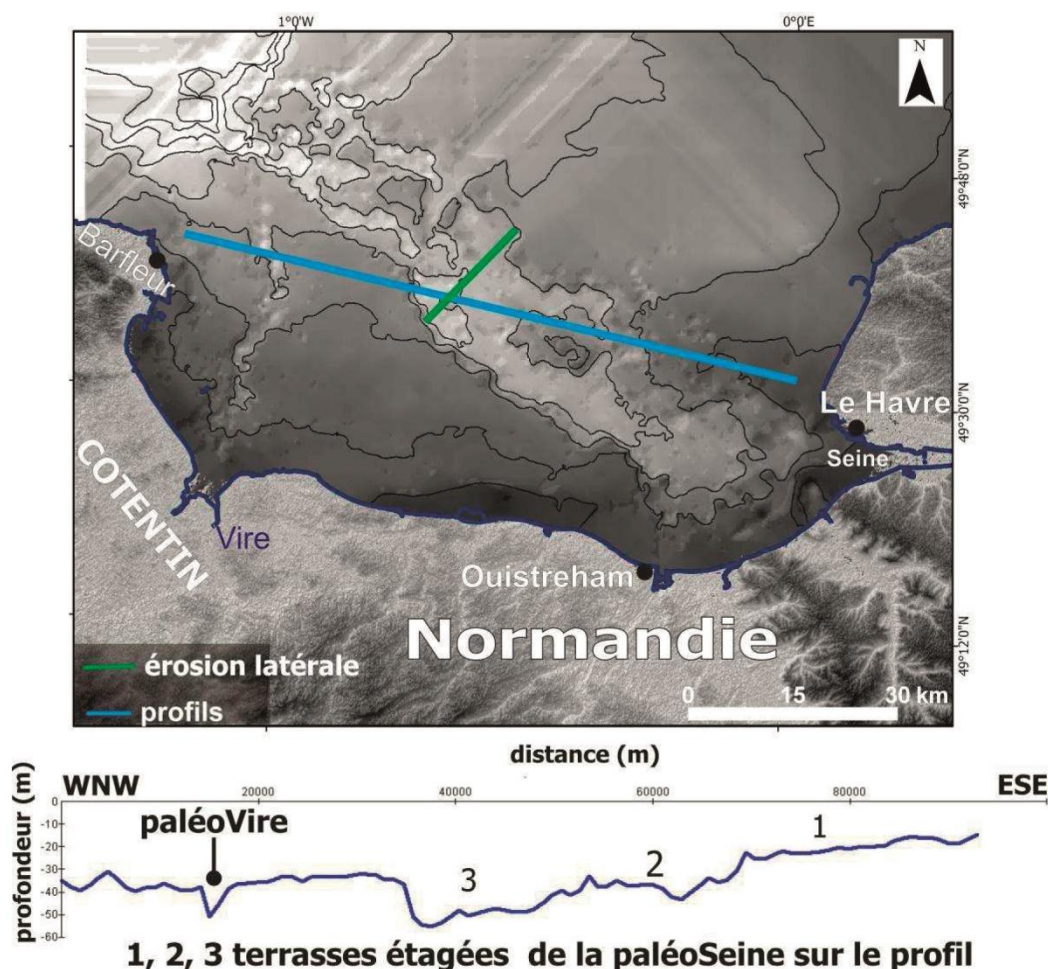 1°0'W
0°0'E
N
49°48'0"N
Barfleur
Le Havre
49°30'0"N
Seine
COTENTIN
Vire
Ouistreham
Normandie
49°12'0"N
érosion latérale
0 15 30 km
profils
distance (m)
WNW
ESE
profondeur (m)
0
20000 40000 60000 80000
-10
-20
-30
-40
-50
-60
paléoVire
3
2
1
1, 2, 3 terrasses étagées de la paléoSeine sur le profil